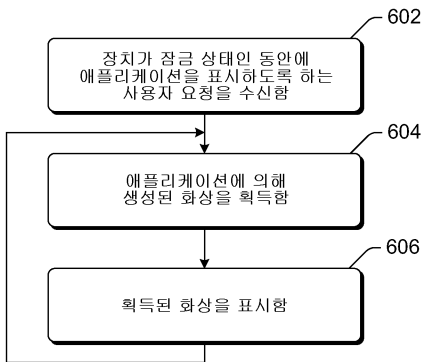 602
장치가 잠금 상태인 동안에
애플리케이션을 표시하도록 하는
사용자 요청을 수신함
604
애플리케이션에 의해
생성된 화상을 획득함
606
획득된 화상을 표시함